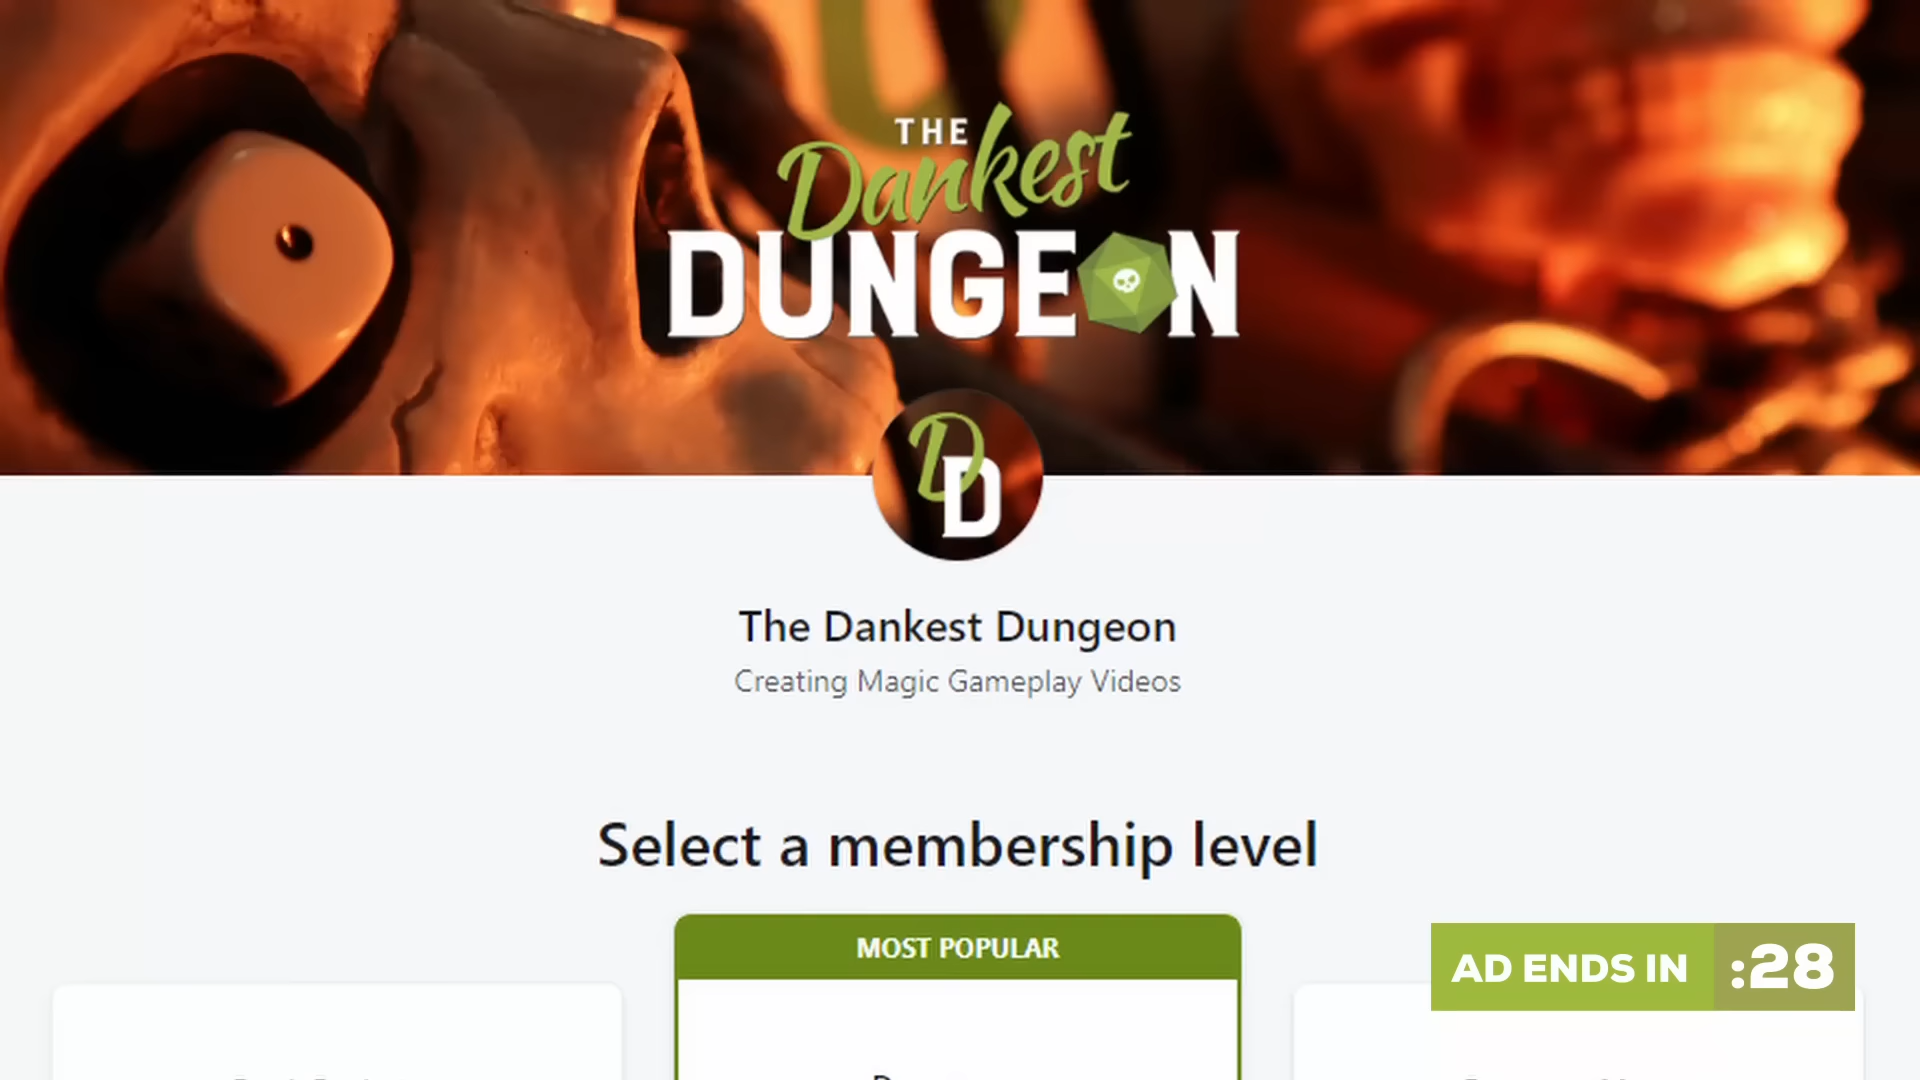 THE
Dankest
DUNGEON
DD
The Dankest Dungeon
Creating Magic Gameplay Videos
Select a membership level
MOST POPULAR
AD ENDS IN :28